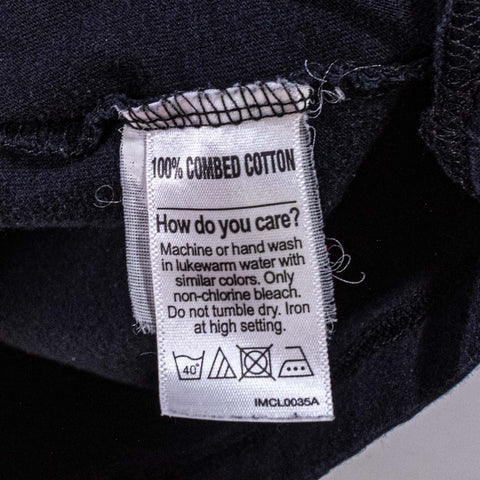 100% COMBED COTTON
How do you care?
Machine or hand wash
in lukewarm water with
similar colors. Only
non-chlorine bleach.
Do not tumble dry. Iron
at high setting.
40°
IMCL0035A